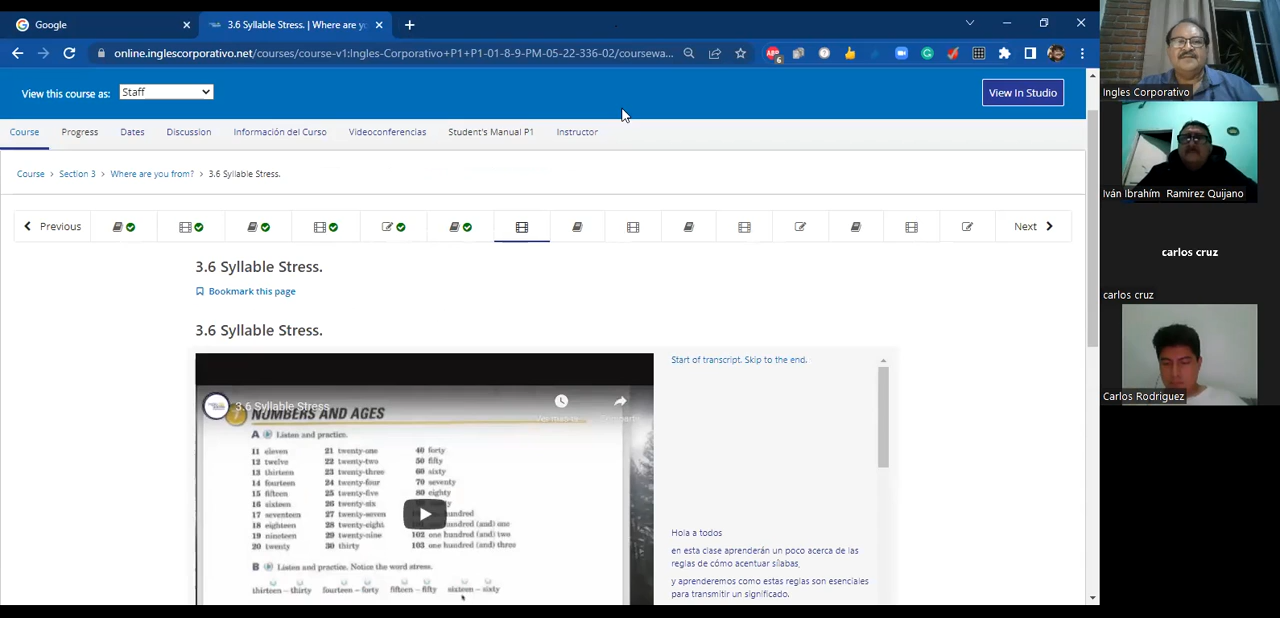 Google
3.6 Syllable Stress. | Where are yo
online.inglescorporativo.net/courses/course-v1:Ingles-Corporativo+P1+P1-01-8-9-PM-05-22-336-02/coursewa...
View this course as:
Staff
View In Studio
Course
Progress
Dates
Discussion
Información del Curso
Videoconferencias
Student's Manual P1
Instructor
Course > Section 3 > Where are you from? > 3.6 Syllable Stress.
Previous
Next
3.6 Syllable Stress.
Bookmark this page
3.6 Syllable Stress.
3.6 Syllable Stress
NUMBERS AND AGES
A Listen and practice.
11 eleven 21 twenty-one 40 forty
12 twelve 22 twenty-two 50 fifty
13 thirteen 23 twenty-three 60 sixty
14 fourteen 24 twenty-four 70 seventy
15 fifteen 25 twenty-five 80 eighty
16 sixteen 26 twenty-six
17 seventeen 27 twenty-seven hundred
18 eighteen 28 twenty-eight hundred (and) one
19 nineteen 29 twenty-nine 102 one hundred (and) two
20 twenty 30 thirty 103 one hundred (and) three
B Listen and practice. Notice the word stress.
thirteen – thirty fourteen – forty fifteen – fifty sixteen – sixty
Start of transcript. Skip to the end.
Hola a todos
en esta clase aprenderán un poco acerca de las
reglas de cómo acentuar sílabas,
y aprenderemos como estas reglas son esenciales
para transmitir un significado.
Ingles Corporativo
Iván Ibrahím Ramirez Quijano
carlos cruz
carlos cruz
Carlos Rodriguez